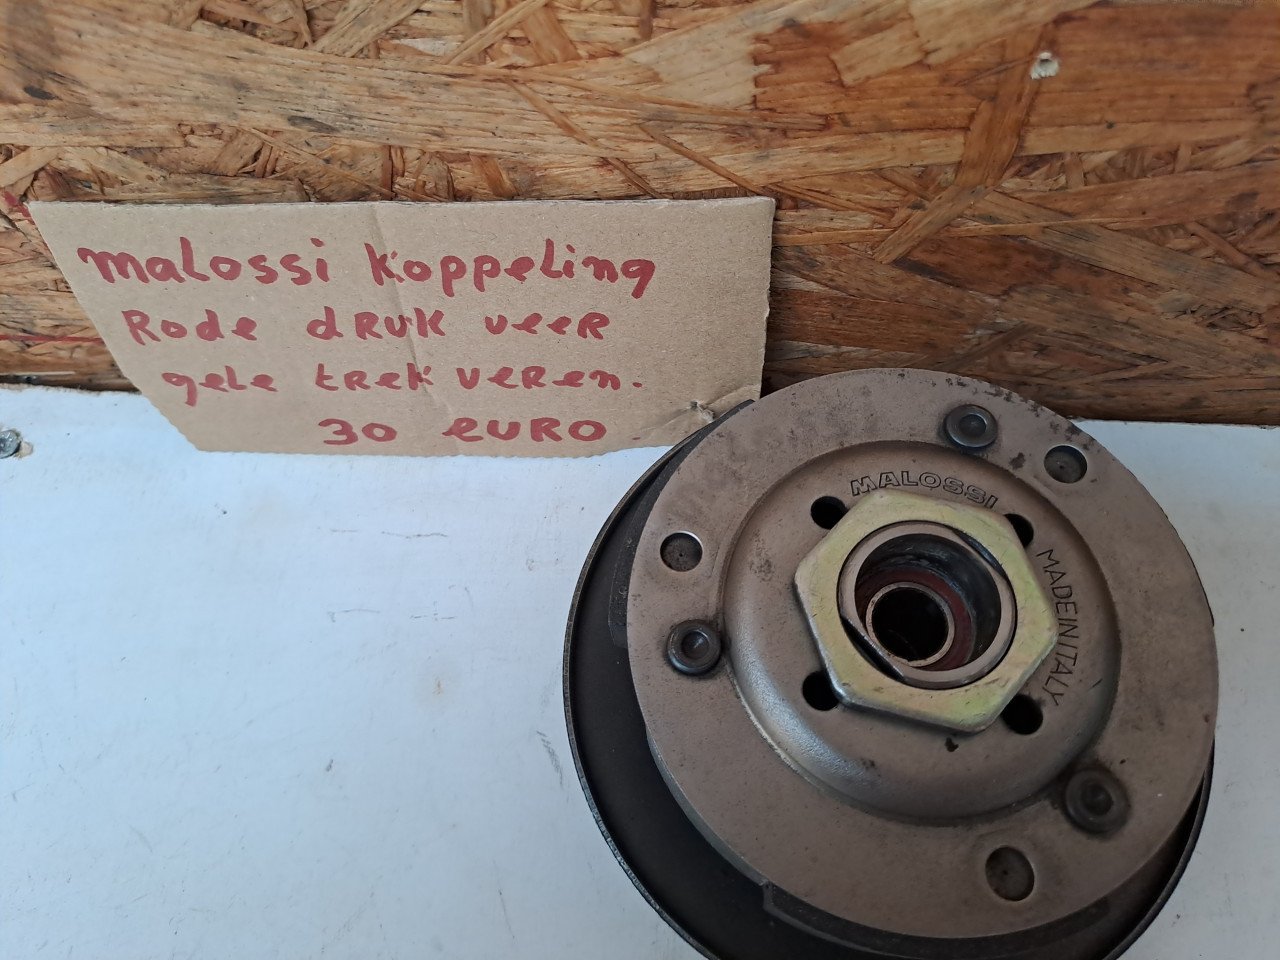 malossi koppeling
Rode dRUK veeR
gele tRek veRen.
30 euRO.
MALOSSI
MADE IN ITALY